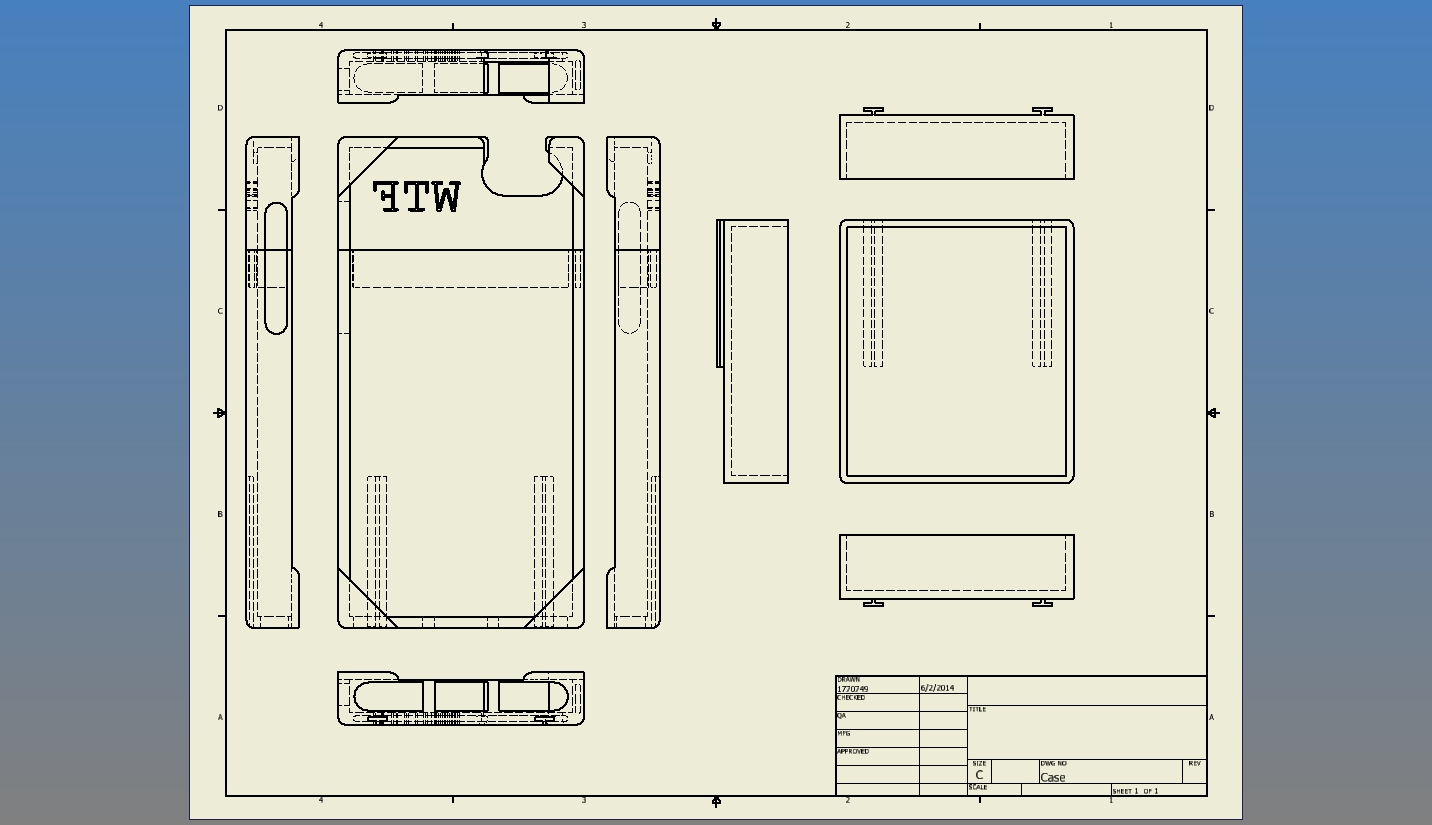 4 3 2 1
D D
WTF
C C
B B
A A
DRAWN
1770749 6/2/2014
CHECKED
QA
MFG
APPROVED
TITLE
SIZE
C
DWG NO
Case
REV
SCALE
SHEET 1 OF 1
4 3 2 1